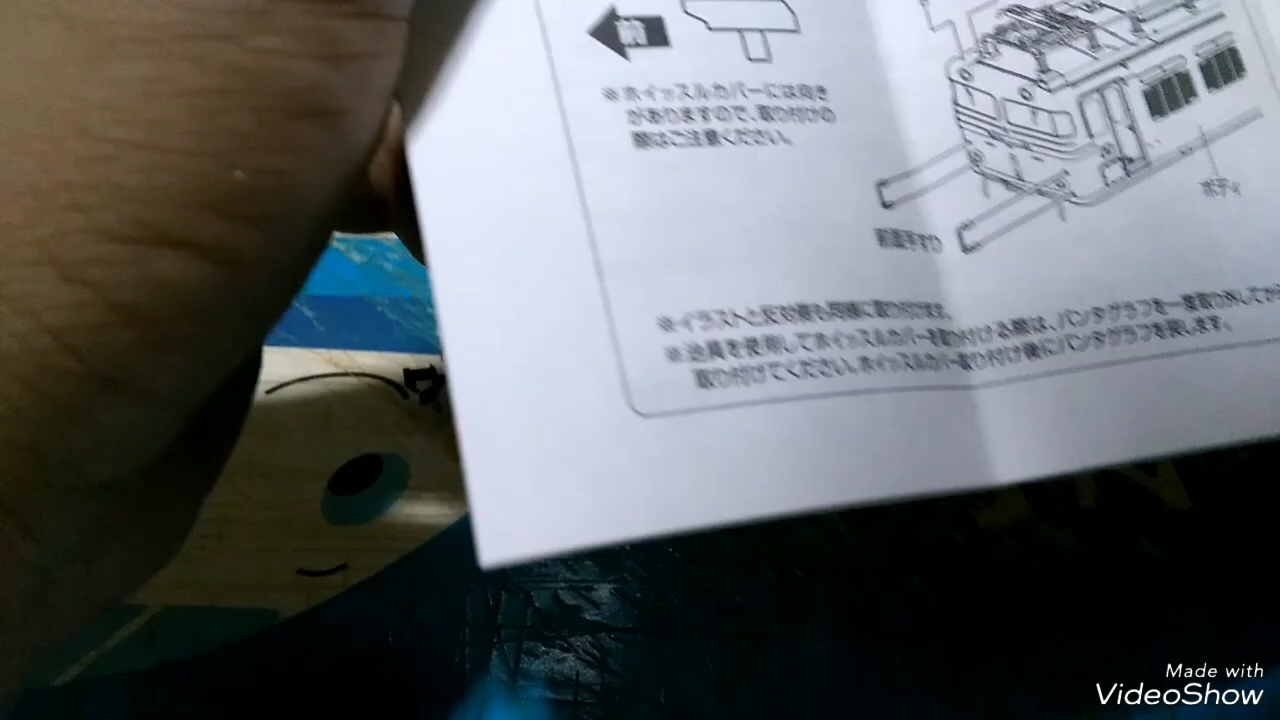 前
※ホイッスルカバーには向き
がありますので、取り付けの
際はご注意ください。
ボディ
前面手すり
※イラストと反対側も同様に取り付けます。
※治具を使用してホイッスルカバーを取り付ける際は、パンタグラフを一度取り外してから
取り付けてください。ホイッスルカバー取り付け後にパンタグラフを戻します。
Made with
VideoShow